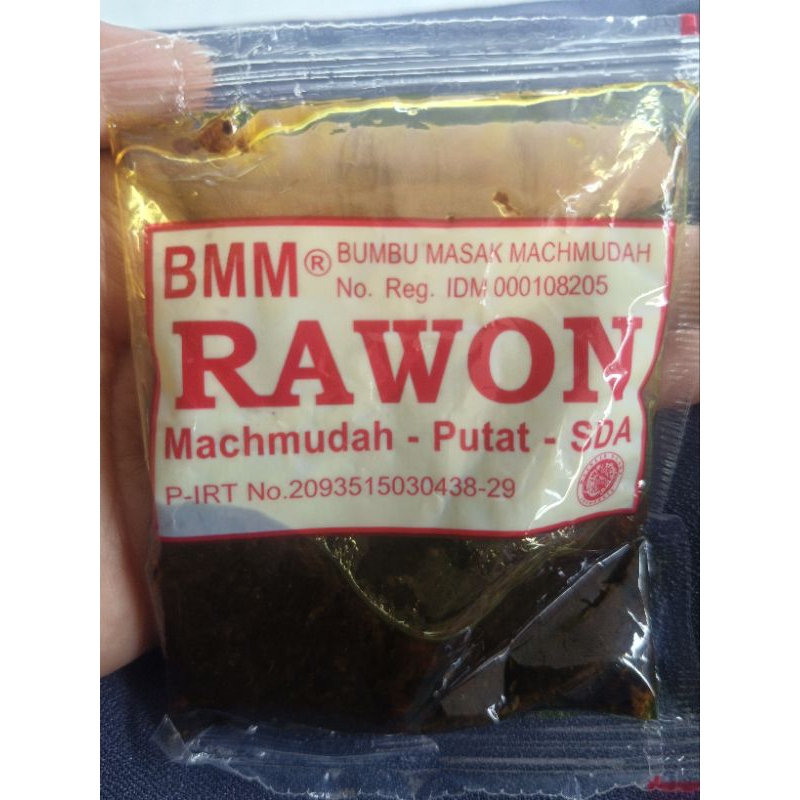 BMM® BUMBU MASAK MACHMUDAH
No. Reg. IDM 000108205
RAWON
Machmudah - Putat - SDA
P-IRT No.2093515030438-29